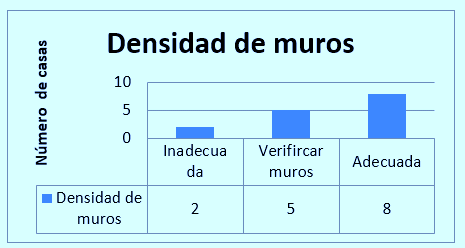 Densidad de muros
Número de casas
10
5
0
Inadecua
da
Verifircar
muros
Adecuada
Densidad de
muros
2
5
8